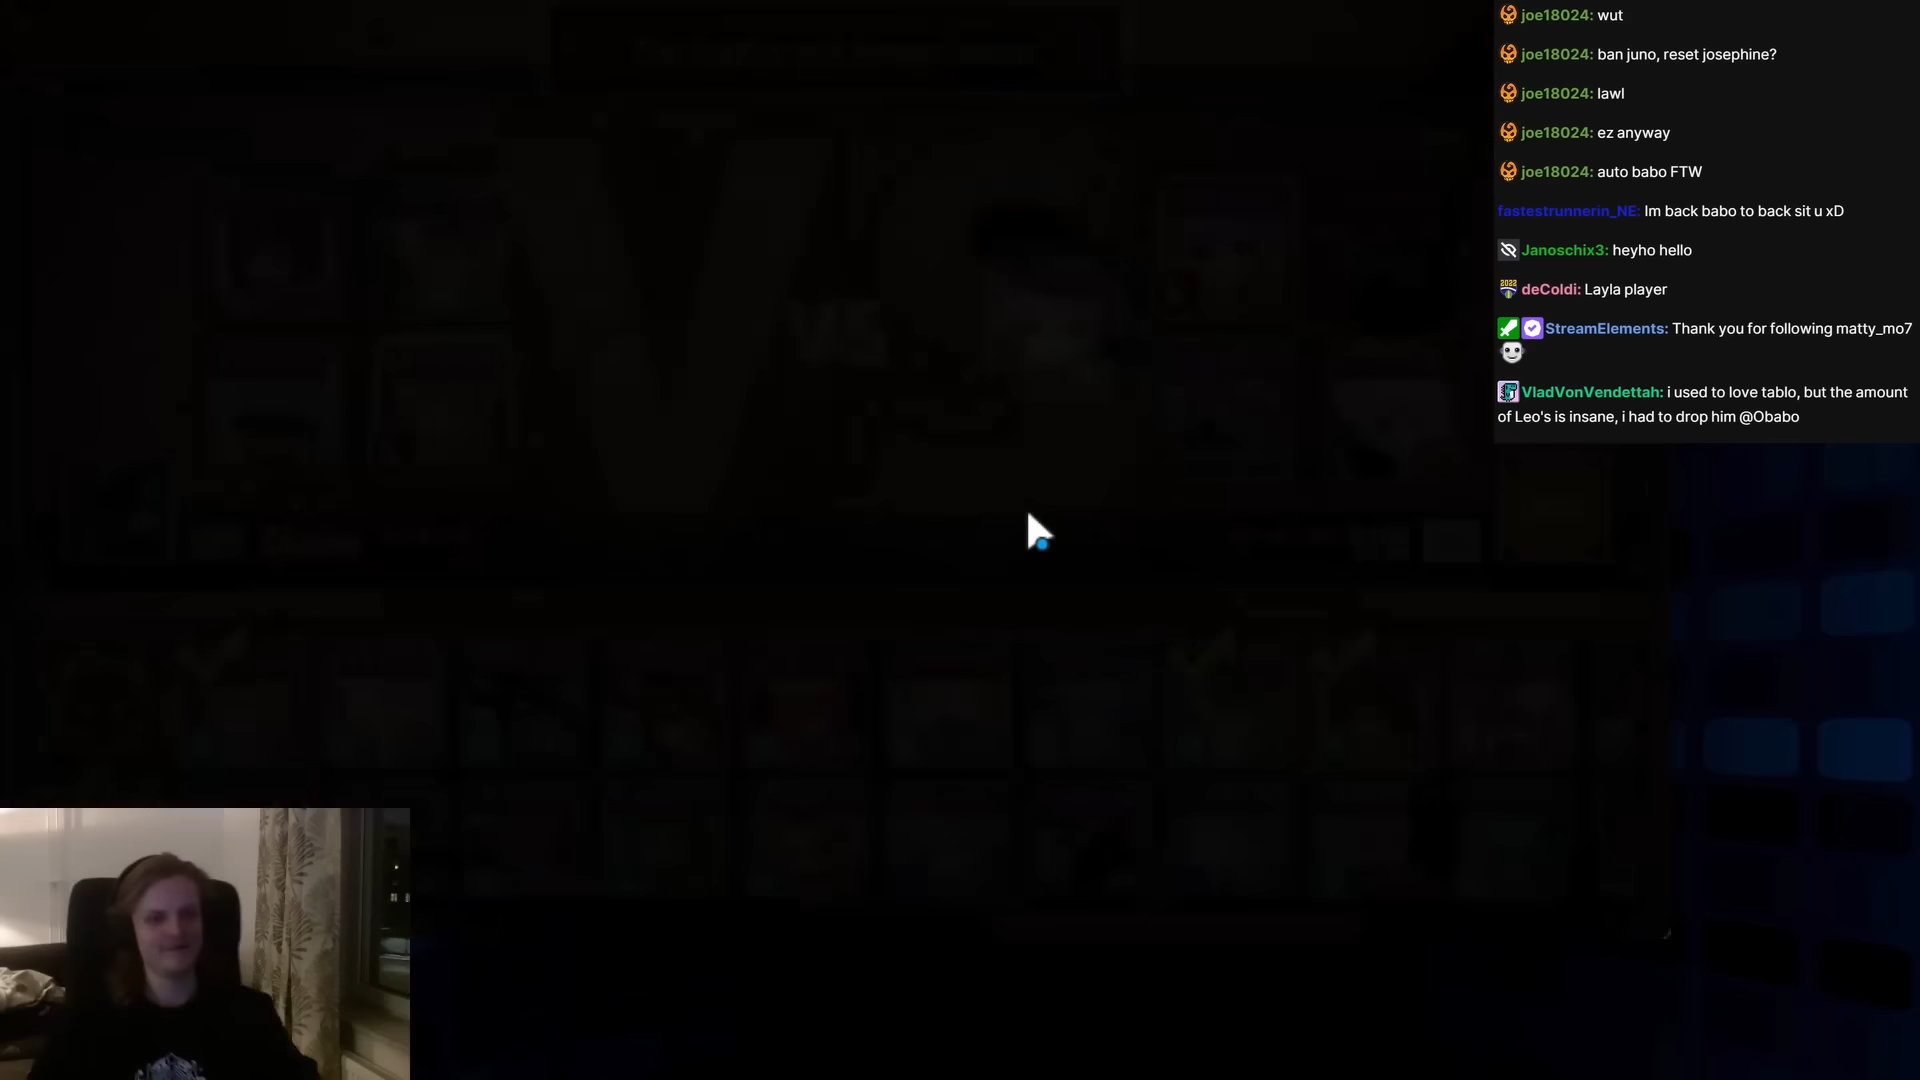 joe18024: wut
joe18024: ban juno, reset josephine?
joe18024: lawl
joe18024: ez anyway
joe18024: auto babo FTW
fastestrunnerin_NE: Im back babo to back sit u xD
Janoschix3: heyho hello
2022 deColdi: Layla player
StreamElements: Thank you for following matty_mo7
VladVonVendettah: i used to love tablo, but the amount
of Leo's is insane, i had to drop him @Obabo